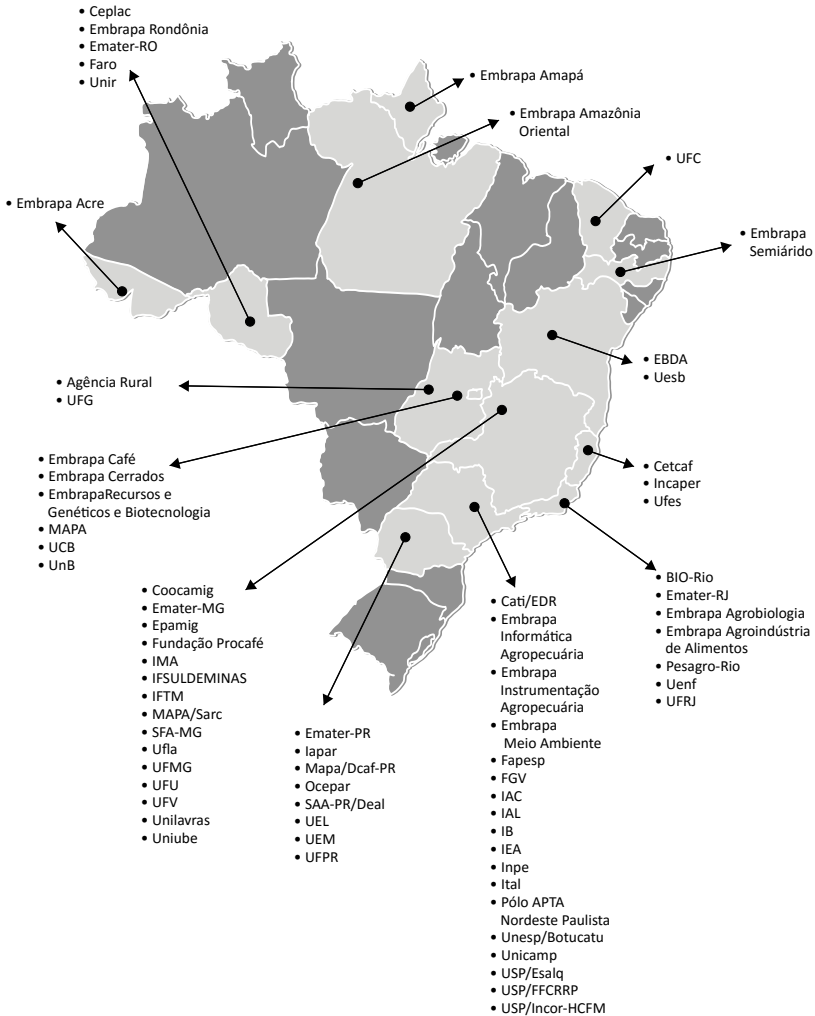 • Ceplac
• Embrapa Rondônia
• Emater-RO
• Faro
• Unir
• Embrapa Amapá
• Embrapa Amazônia
Oriental
• UFC
• Embrapa Acre
• Embrapa
Semiárido
• EBDA
• Uesb
• Agência Rural
• UFG
• Embrapa Café
• Embrapa Cerrados
• EmbrapaRecursos e
Genéticos e Biotecnologia
• MAPA
• UCB
• UnB
• Cetcaf
• Incaper
• Ufes
• BIO-Rio
• Emater-RJ
• Embrapa Agrobiologia
• Embrapa Agroindústria
de Alimentos
• Pesagro-Rio
• Uenf
• UFRJ
• Coocamig
• Emater-MG
• Epamig
• Fundação Procafé
• IMA
• IFSULDEMINAS
• IFTM
• MAPA/Sarc
• SFA-MG
• Ufla
• UFMG
• UFU
• UFV
• Unilavras
• Uniube
• Emater-PR
• Iapar
• Mapa/Dcaf-PR
• Ocepar
• SAA-PR/Deal
• UEL
• UEM
• UFPR
• Cati/EDR
• Embrapa
Informática
Agropecuária
• Embrapa
Instrumentação
Agropecuária
• Embrapa
Meio Ambiente
• Fapesp
• FGV
• IAC
• IAL
• IB
• IEA
• Inpe
• Ital
• Pólo APTA
Nordeste Paulista
• Unesp/Botucatu
• Unicamp
• USP/Esalq
• USP/FFCRRP
• USP/Incor-HCFM